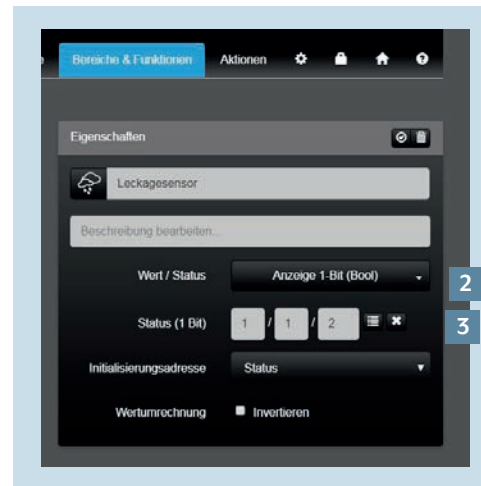 Bereiche & Funktionen Aktionen
Eigenschaften
Leckagesensor
Beschreibung bearbeiten...
Wert / Status Anzeige 1-Bit (Bool)
2
Status (1 Bit) 1 / 1 / 2
3
Initialisierungsadresse Status
Wertumrechnung Invertieren